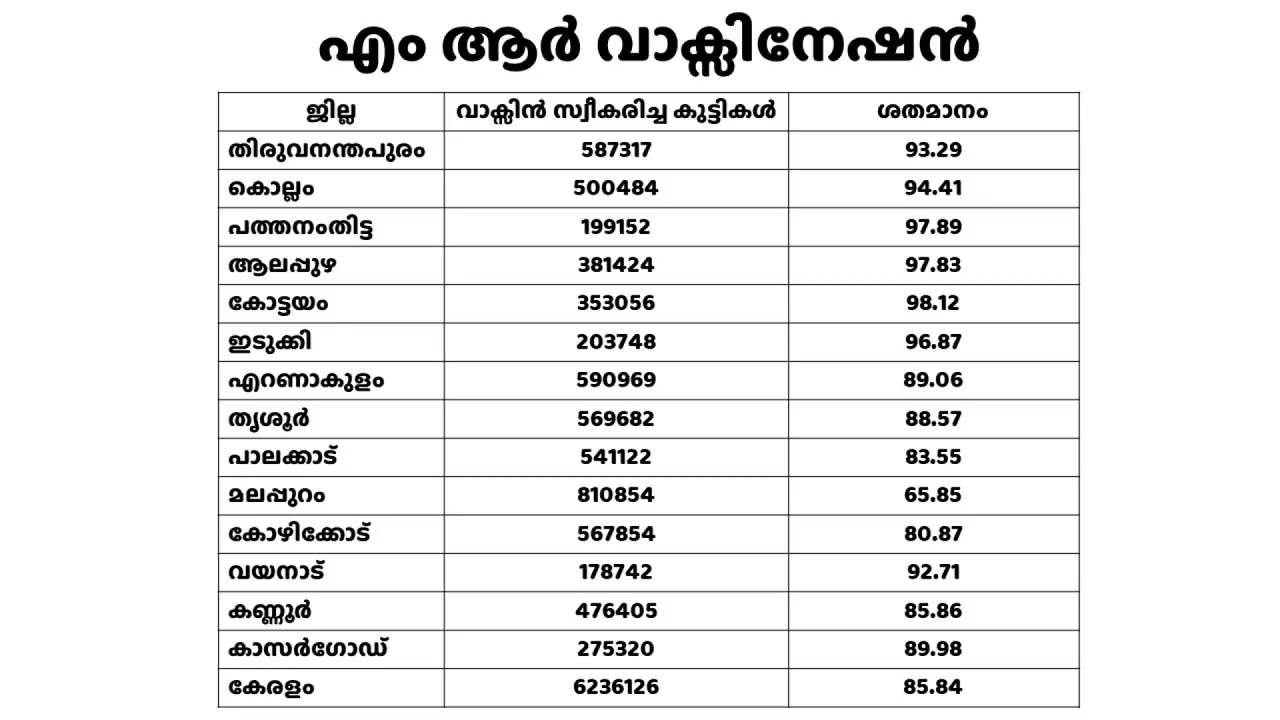 എം ആർ വാക്സിനേഷൻ
ജില്ല വാക്സിൻ സ്വീകരിച്ച കുട്ടികൾ ശതമാനം
തിരുവനന്തപുരം 587317 93.29
കൊല്ലം 500484 94.41
പത്തനംതിട്ട 199152 97.89
ആലപ്പുഴ 381424 97.83
കോട്ടയം 353056 98.12
ഇടുക്കി 203748 96.87
എറണാകുളം 590969 89.06
തൃശൂർ 569682 88.57
പാലക്കാട് 541122 83.55
മലപ്പുറം 810854 65.85
കോഴിക്കോട് 567854 80.87
വയനാട് 178742 92.71
കണ്ണൂർ 476405 85.86
കാസർഗോഡ് 275320 89.98
കേരളം 6236126 85.84